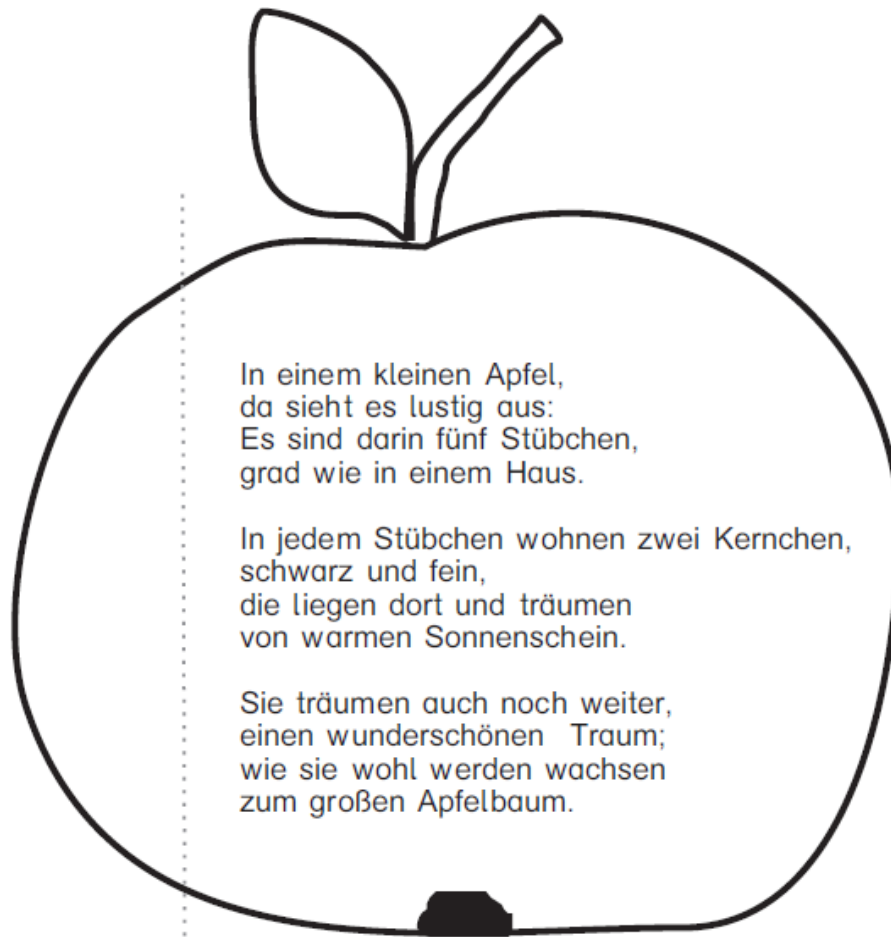 In einem kleinen Apfel,
da sieht es lustig aus:
Es sind darin fünf Stübchen,
grad wie in einem Haus.
In jedem Stübchen wohnen zwei Kernchen,
schwarz und fein,
die liegen dort und träumen
von warmen Sonnenschein.
Sie träumen auch noch weiter,
einen wunderschönen  Traum;
wie sie wohl werden wachsen
zum großen Apfelbaum.